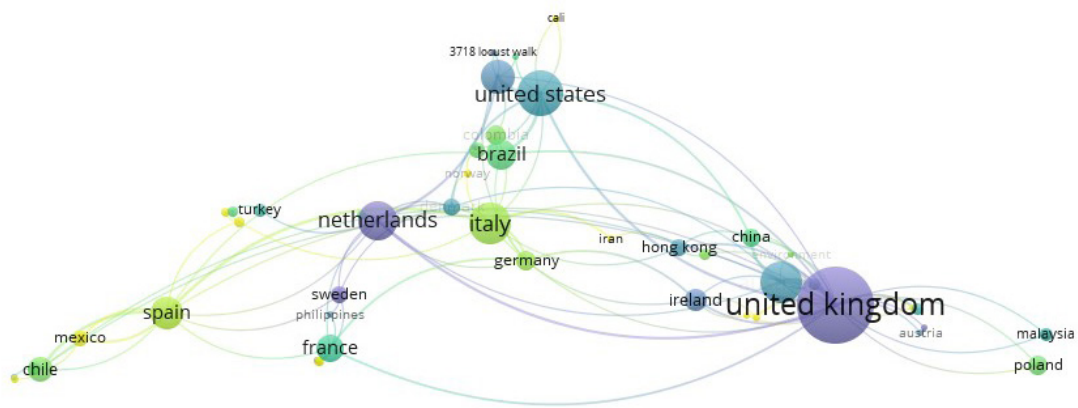 cali
3718 locust walk
united states
colombia
brazil
norway
turkey
netherlands
denmark
italy
iran
hong kong
china
environment
germany
sweden
philippines
ireland
united kingdom
spain
france
austria
malaysia
mexico
chile
poland